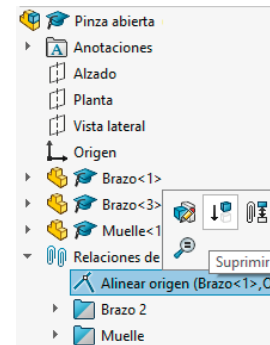 Pinza abierta
Anotaciones
Alzado
Planta
Vista lateral
Origen
Brazo<1>
Brazo<3>
Muelle<1
Relaciones de
Suprimir
Alinear origen (Brazo<1>,O
Brazo 2
Muelle